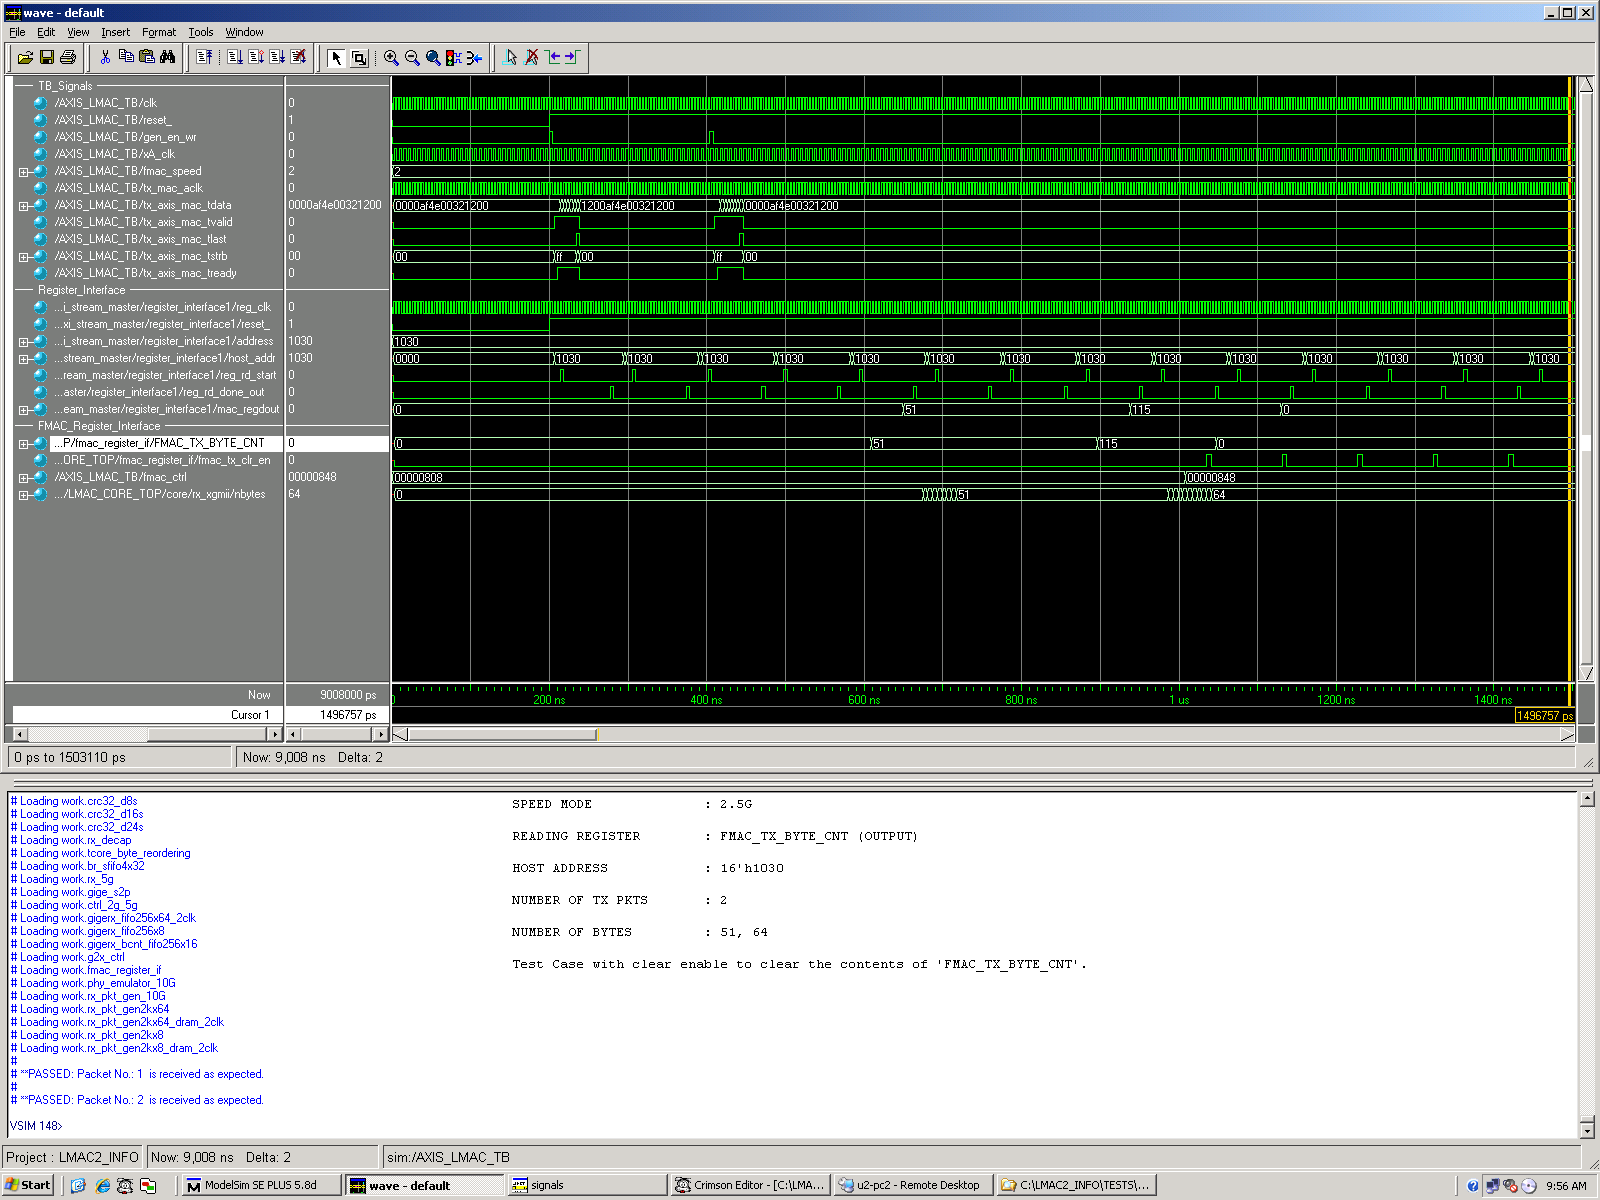 wave - default
File Edit View Insert Format Tools Window
TB_Signals
/AXIS_LMAC_TB/clk 0
/AXIS_LMAC_TB/reset_ 1
/AXIS_LMAC_TB/gen_en_wr 0
/AXIS_LMAC_TB/xA_clk 0
/AXIS_LMAC_TB/fmac_speed 2 2
/AXIS_LMAC_TB/tx_mac_aclk 0
/AXIS_LMAC_TB/tx_axis_mac_tdata 0000af4e00321200 0000af4e00321200 1200af4e00321200 0000af4e00321200
/AXIS_LMAC_TB/tx_axis_mac_tvalid 0
/AXIS_LMAC_TB/tx_axis_mac_tlast 0
/AXIS_LMAC_TB/tx_axis_mac_tstrb 00 00 ff 00 ff 00
/AXIS_LMAC_TB/tx_axis_mac_tready 0
Register_Interface
...i_stream_master/register_interface1/reg_clk 0
...xi_stream_master/register_interface1/reset_ 1
...i_stream_master/register_interface1/address 1030 1030
...stream_master/register_interface1/host_addr 1030 0000 1030 1030 1030 1030 1030 1030 1030 1030 1030 1030 1030 1030 1030 1030
...ream_master/register_interface1/reg_rd_start 0
...aster/register_interface1/reg_rd_done_out 0
...eam_master/register_interface1/mac_regdout 0 0 51 115 0
FMAC_Register_Interface
...P/fmac_register_if/FMAC_TX_BYTE_CNT 0 0 51 115 0
...ORE_TOP/fmac_register_if/fmac_tx_clr_en 0
/AXIS_LMAC_TB/fmac_ctrl 00000848 00000808 00000848
.../LMAC_CORE_TOP/core/rx_xgmii/nbytes 64 0 51 64
Now 9008000 ps 0 200 ns 400 ns 600 ns 800 ns 1 us 1200 ns 1400 ns
Cursor 1 1496757 ps 1496757 ps
0 ps to 1503110 ps Now: 9,008 ns Delta: 2
# Loading work.crc32_d8s
# Loading work.crc32_d16s
# Loading work.crc32_d24s
# Loading work.rx_decap
# Loading work.tcore_byte_reordering
# Loading work.br_sfifo4x32
# Loading work.rx_5g
# Loading work.gige_s2p
# Loading work.ctrl_2g_5g
# Loading work.gigerx_fifo256x64_2clk
# Loading work.gigerx_fifo256x8
# Loading work.gigerx_bcnt_fifo256x16
# Loading work.g2x_ctrl
# Loading work.fmac_register_if
# Loading work.phy_emulator_10G
# Loading work.rx_pkt_gen_10G
# Loading work.rx_pkt_gen2kx64
# Loading work.rx_pkt_gen2kx64_dram_2clk
# Loading work.rx_pkt_gen2kx8
# Loading work.rx_pkt_gen2kx8_dram_2clk
#
# **PASSED: Packet No.: 1 is received as expected.
#
# **PASSED: Packet No.: 2 is received as expected.
VSIM 148>
SPEED MODE : 2.5G
READING REGISTER : FMAC_TX_BYTE_CNT (OUTPUT)
HOST ADDRESS : 16'h1030
NUMBER OF TX PKTS : 2
NUMBER OF BYTES : 51, 64
Test Case with clear enable to clear the contents of 'FMAC_TX_BYTE_CNT'.
Project : LMAC2_INFO Now: 9,008 ns Delta: 2 sim:/AXIS_LMAC_TB
Start ModelSim SE PLUS 5.8d wave - default signals Crimson Editor - [C:\LMA... u2-pc2 - Remote Desktop C:\LMAC2_INFO\TESTS\... 9:56 AM